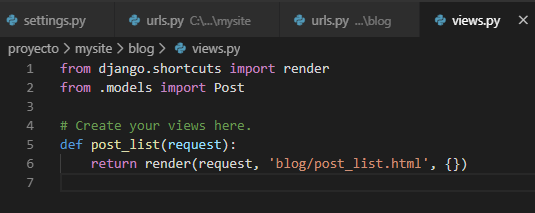 settings.py urls.py C:\...\mysite urls.py ...\blog views.py ✕
proyecto > mysite > blog > views.py
1 from django.shortcuts import render
2 from .models import Post
3
4 # Create your views here.
5 def post_list(request):
6     return render(request, 'blog/post_list.html', {})
7